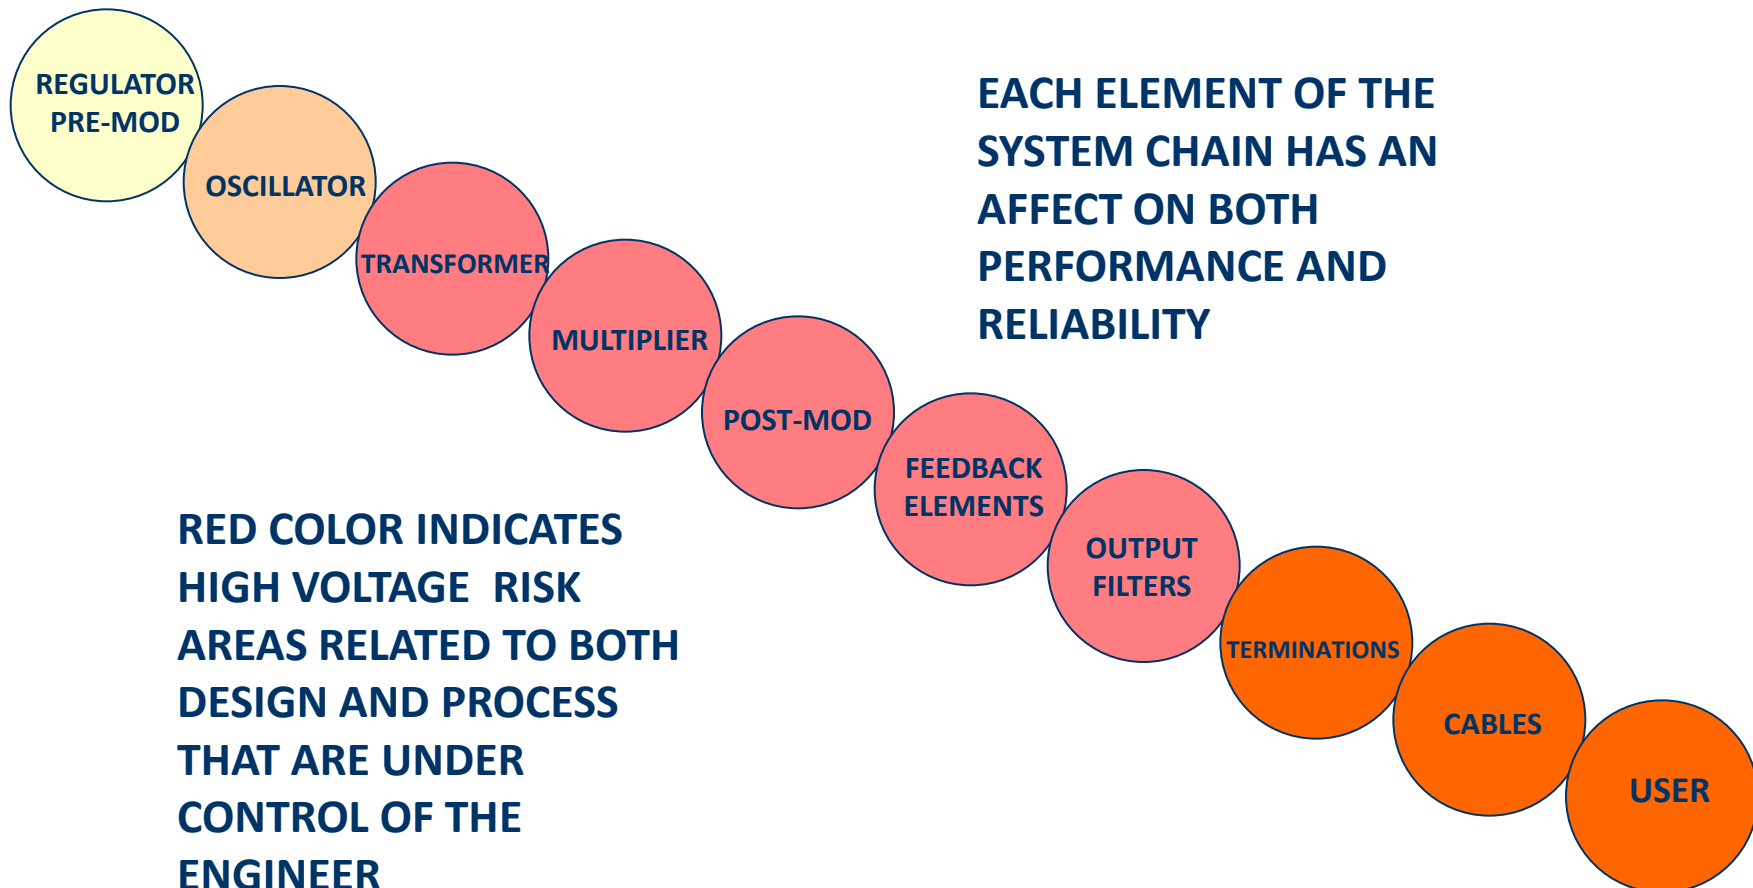 REGULATOR
PRE-MOD
OSCILLATOR
TRANSFORMER
MULTIPLIER
POST-MOD
FEEDBACK
ELEMENTS
OUTPUT
FILTERS
TERMINATIONS
CABLES
USER
EACH ELEMENT OF THE
SYSTEM CHAIN HAS AN
AFFECT ON BOTH
PERFORMANCE AND
RELIABILITY
RED COLOR INDICATES
HIGH VOLTAGE  RISK
AREAS RELATED TO BOTH
DESIGN AND PROCESS
THAT ARE UNDER
CONTROL OF THE
ENGINEER